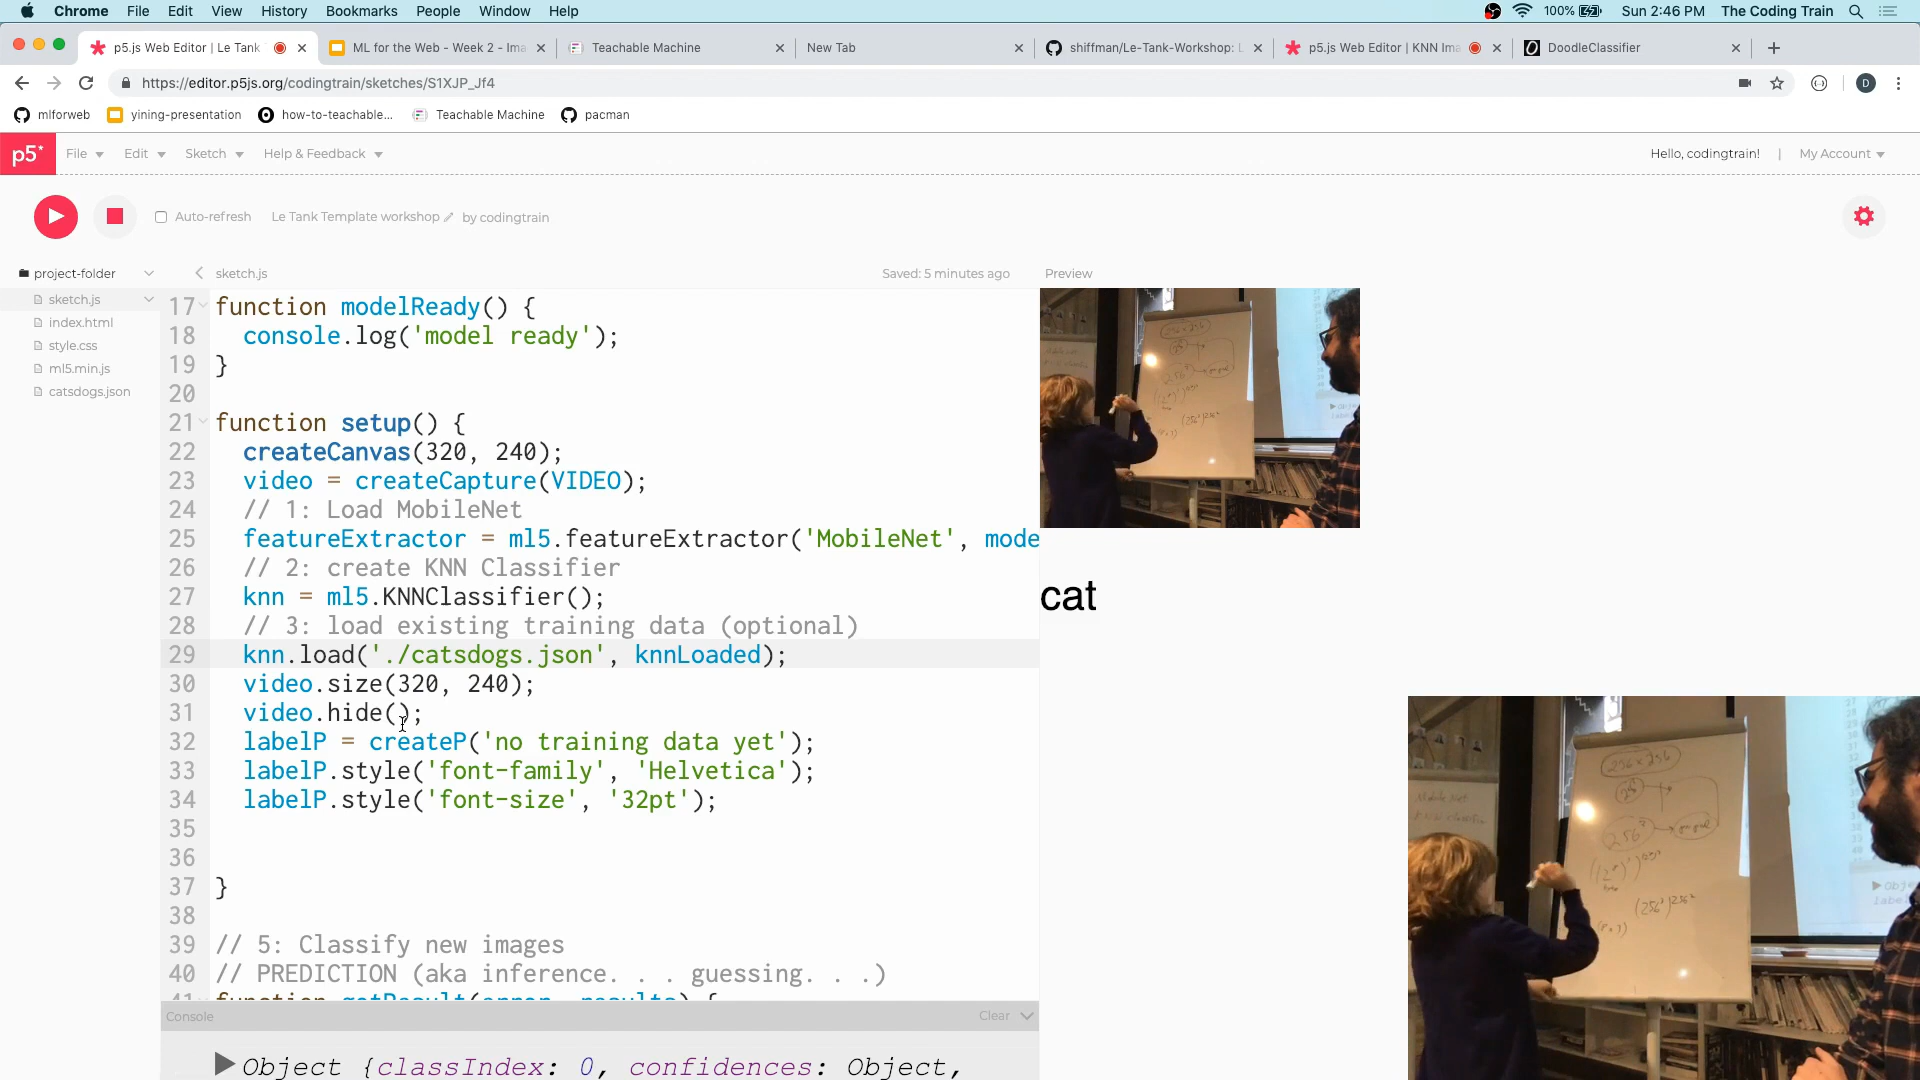 Chrome File Edit View History Bookmarks People Window Help 100% Sun 2:46 PM The Coding Train
p5.js Web Editor | Le Tank ML for the Web - Week 2 - Ima Teachable Machine New Tab shiffman/Le-Tank-Workshop: p5.js Web Editor | KNN Ima DoodleClassifier
https://editor.p5js.org/codingtrain/sketches/S1XJP_Jf4 D
mlforweb yining-presentation how-to-teachable... Teachable Machine pacman
p5* File Edit Sketch Help & Feedback Hello, codingtrain! | My Account
Auto-refresh Le Tank Template workshop by codingtrain
project-folder
sketch.js
index.html
style.css
ml5.min.js
catsdogs.json
sketch.js Saved: 5 minutes ago
17 function modelReady() {
18 console.log('model ready');
19 }
20
21 function setup() {
22 createCanvas(320, 240);
23 video = createCapture(VIDEO);
24 // 1: Load MobileNet
25 featureExtractor = ml5.featureExtractor('MobileNet', mode
26 // 2: create KNN Classifier
27 knn = ml5.KNNClassifier();
28 // 3: load existing training data (optional)
29 knn.load('./catsdogs.json', knnLoaded);
30 video.size(320, 240);
31 video.hide();
32 labelP = createP('no training data yet');
33 labelP.style('font-family', 'Helvetica');
34 labelP.style('font-size', '32pt');
35
36
37 }
38
39 // 5: Classify new images
40 // PREDICTION (aka inference. . . guessing. . .)
41 function getResult(error, results) {
Console Clear
Object {classIndex: 0, confidences: Object,
Preview
cat
256x256